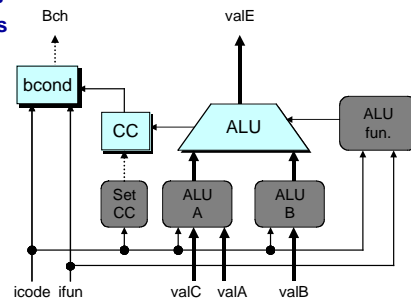 s
Bch
valE
bcond
CC
ALU
ALU
fun.
Set
CC
ALU
A
ALU
B
icode
ifun
valC
valA
valB